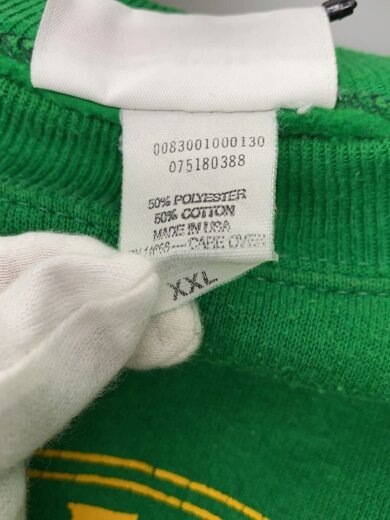 0083001000130
075180388
50% POLYESTER
50% COTTON
MADE IN USA
CARE OVER
XXL